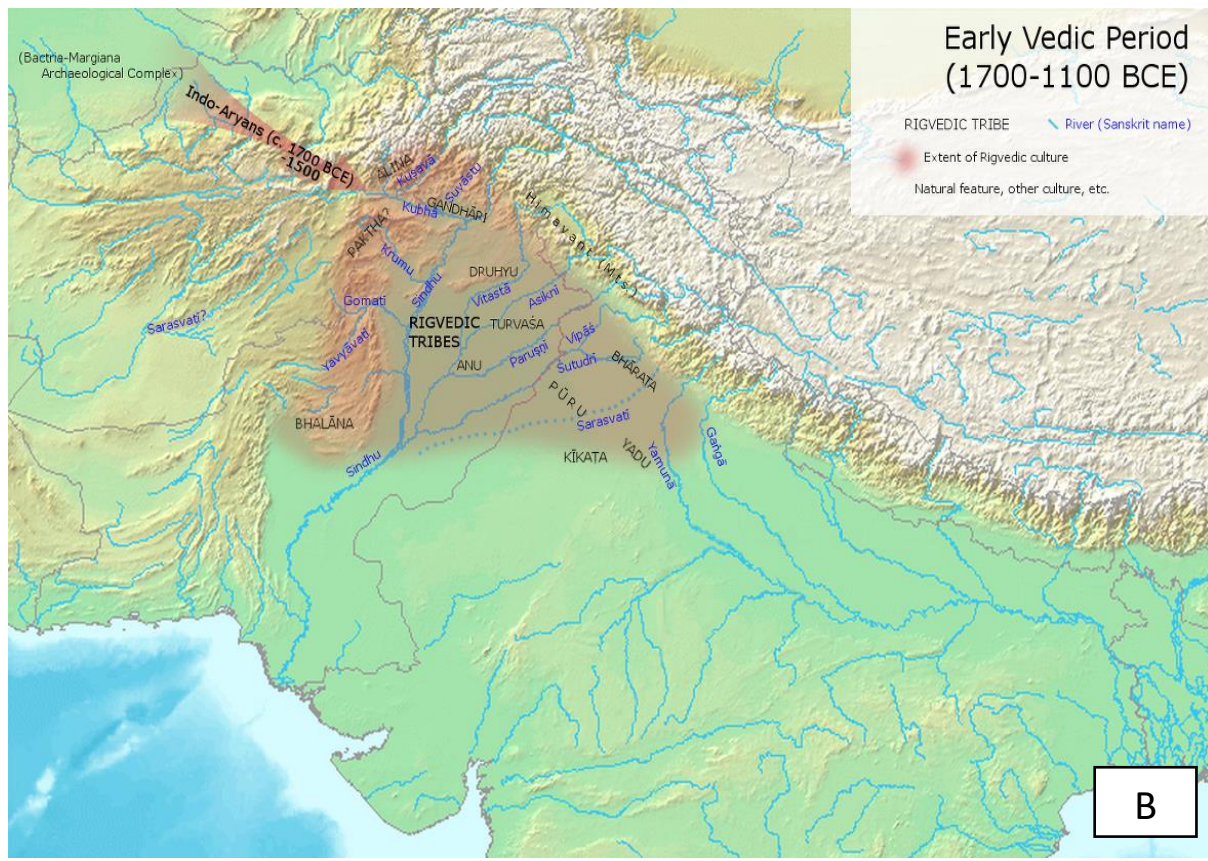 Early Vedic Period
(1700-1100 BCE)
RIGVEDIC TRIBE
River (Sanskrit name)
Extent of Rigvedic culture
Natural feature, other culture, etc.
(Bactria-Margiana
Archaeological Complex)
Indo-Aryans (c. 1700 BCE)
-1500
ALINA
Kuṣavā
Suvāstu
Kubhā
GANDHĀRI
PAKTHA?
Krumu
Himavant (Mts.)
DRUHYU
Sindhu
Vitastā
Asiknī
Gomatī
Sarasvatī?
RIGVEDIC
TRIBES
TURVAŚA
Vipāś
Yavyāvatī
ANU
Paruṣṇī
Śutudrī
BHĀRATA
PŪRU
BHALĀNA
Sarasvatī
Sindhu
KĪKAṬA
YADU
Yamunā
Gaṅgā
B